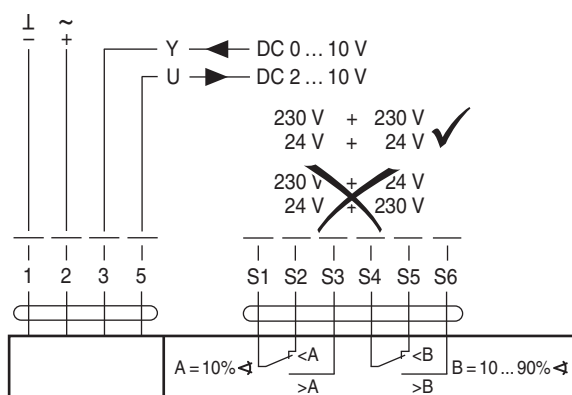 ⊥ ~
– +
Y DC 0 ... 10 V
U DC 2 ... 10 V
230 V + 230 V
24 V + 24 V
230 V + 24 V
24 V + 230 V
1 2 3 5 S1 S2 S3 S4 S5 S6
A = 10% ∢ <A <B B = 10 ... 90% ∢
>A >B